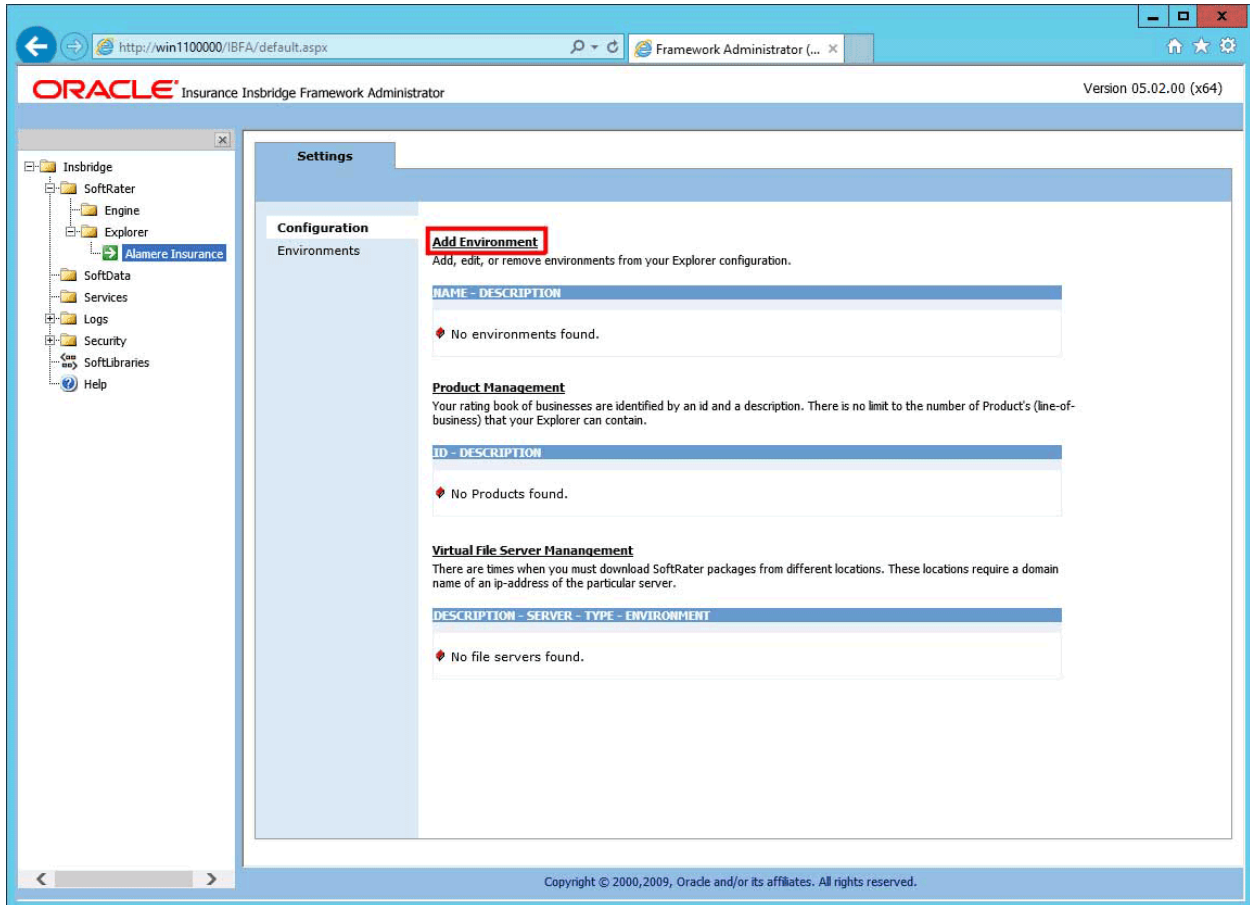 http://win1100000/IBFA/default.aspx
Framework Administrator (...
ORACLE Insurance Insbridge Framework Administrator
Version 05.02.00 (x64)
Insbridge
SoftRater
Engine
Explorer
Alamere Insurance
SoftData
Services
Logs
Security
SoftLibraries
Help
Settings
Configuration
Environments
Add Environment
Add, edit, or remove environments from your Explorer configuration.
NAME - DESCRIPTION
No environments found.
Product Management
Your rating book of businesses are identified by an id and a description. There is no limit to the number of Product's (line-of-
business) that your Explorer can contain.
ID - DESCRIPTION
No Products found.
Virtual File Server Manangement
There are times when you must download SoftRater packages from different locations. These locations require a domain
name of an ip-address of the particular server.
DESCRIPTION - SERVER - TYPE - ENVIRONMENT
No file servers found.
Copyright © 2000,2009, Oracle and/or its affiliates. All rights reserved.